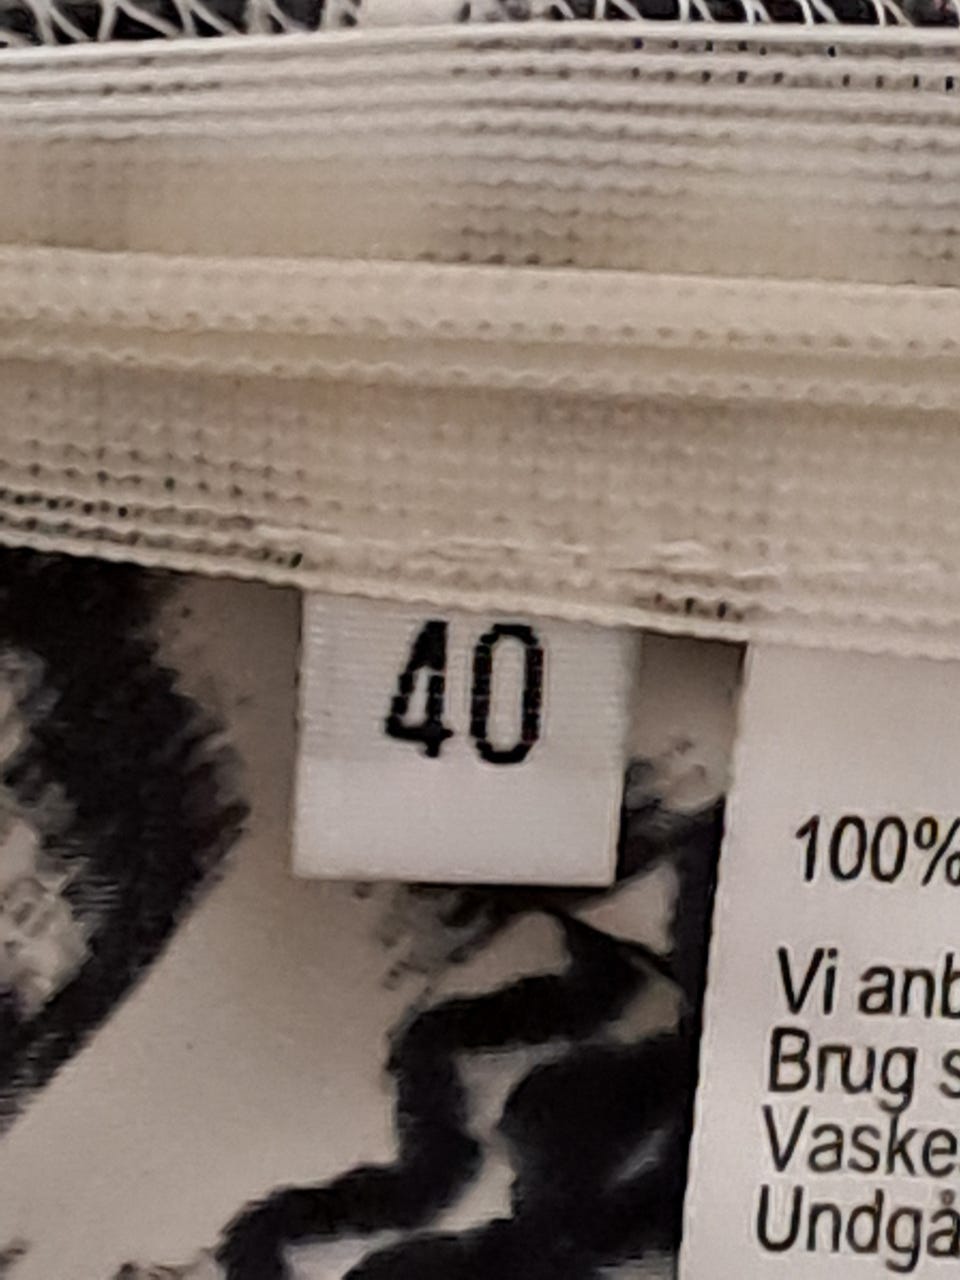 40
100%
Vi anb
Brug s
Vaske
Undgå